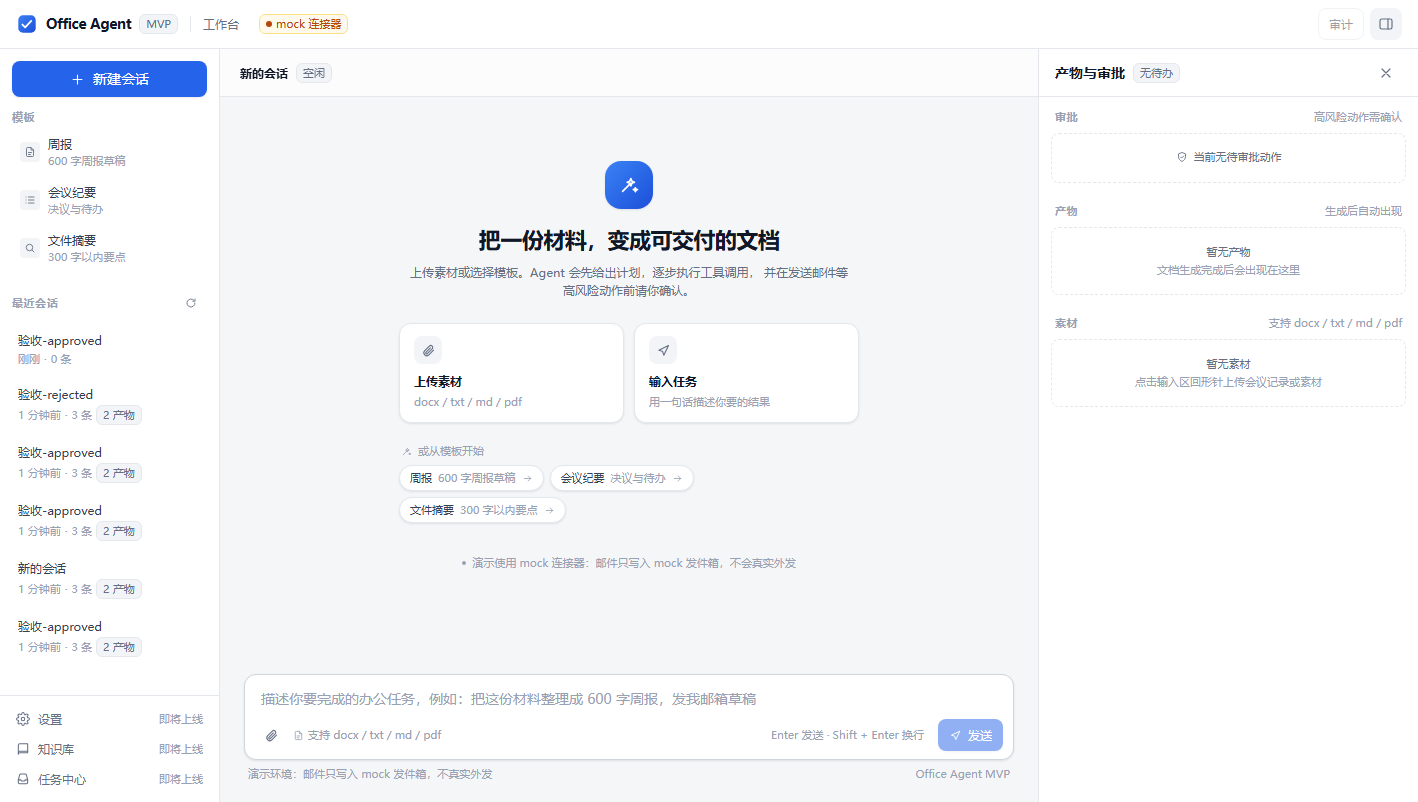 Office Agent MVP 工作台 mock 连接器 审计
新建会话
模板
周报
600 字周报草稿
会议纪要
决议与待办
文件摘要
300 字以内要点
最近会话
验收-approved
刚刚 · 0 条
验收-rejected
1 分钟前 · 3 条 2 产物
验收-approved
1 分钟前 · 3 条 2 产物
验收-approved
1 分钟前 · 3 条 2 产物
新的会话
1 分钟前 · 3 条 2 产物
验收-approved
1 分钟前 · 3 条 2 产物
设置 即将上线
知识库 即将上线
任务中心 即将上线
新的会话 空闲
把一份材料，变成可交付的文档
上传素材或选择模板。Agent 会先给出计划，逐步执行工具调用， 并在发送邮件等
高风险动作前请你确认。
上传素材
docx / txt / md / pdf
输入任务
用一句话描述你要的结果
或从模板开始
周报 600 字周报草稿 → 会议纪要 决议与待办 →
文件摘要 300 字以内要点 →
• 演示使用 mock 连接器：邮件只写入 mock 发件箱，不会真实外发
描述你要完成的办公任务，例如：把这份材料整理成 600 字周报，发我邮箱草稿
支持 docx / txt / md / pdf Enter 发送 · Shift + Enter 换行 发送
演示环境：邮件只写入 mock 发件箱，不真实外发 Office Agent MVP
产物与审批 无待办
审批 高风险动作需确认
当前无待审批动作
产物 生成后自动出现
暂无产物
文档生成完成后会出现在这里
素材 支持 docx / txt / md / pdf
暂无素材
点击输入区回形针上传会议记录或素材